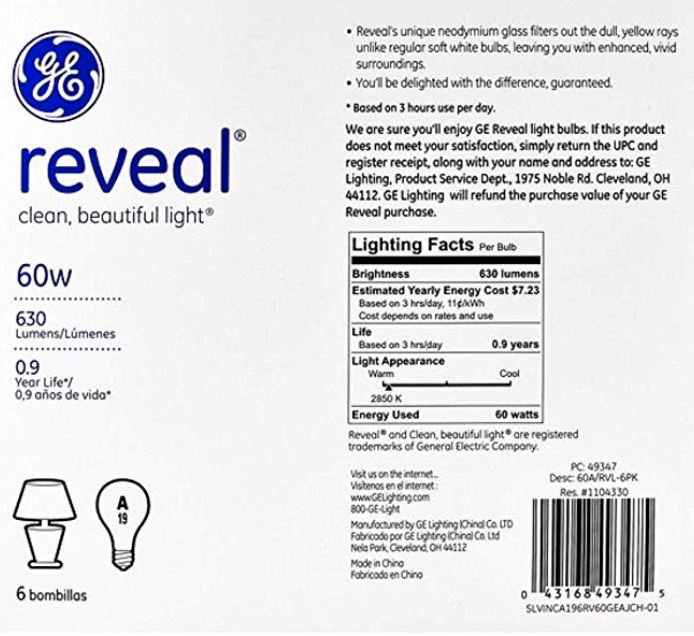 GE
reveal®
clean, beautiful light®
60w
630
Lumens/Lúmenes
0.9
Year Life*/
0,9 años de vida*
A
19
6 bombillas
• Reveal's unique neodymium glass filters out the dull, yellow rays
unlike regular soft white bulbs, leaving you with enhanced, vivid
surroundings.
• You'll be delighted with the difference, guaranteed.
* Based on 3 hours use per day.
We are sure you'll enjoy GE Reveal light bulbs. If this product
does not meet your satisfaction, simply return the UPC and
register receipt, along with your name and address to: GE
Lighting, Product Service Dept., 1975 Noble Rd. Cleveland, OH
44112. GE Lighting will refund the purchase value of your GE
Reveal purchase.
Lighting Facts Per Bulb
Brightness 630 lumens
Estimated Yearly Energy Cost $7.23
Based on 3 hrs/day, 11¢/kWh
Cost depends on rates and use
Life
Based on 3 hrs/day 0.9 years
Light Appearance
Warm Cool
2850 K
Energy Used 60 watts
Reveal® and Clean, beautiful light® are registered
trademarks of General Electric Company.
Visit us on the internet...
Visítenos en el internet:
www.GELighting.com
800-GE-Light
Manufactured by GE Lighting (China) Co. LTD
Fabricado por GE Lighting (China) Co. Ltd
Nela Park, Cleveland, OH 44112
Made in China
Fabricado en China
PC: 49347
Desc: 60A/RVL-6PK
Res. #1104330
0 43168 49347 5
SLVINCA196RV60GEAJCH-01